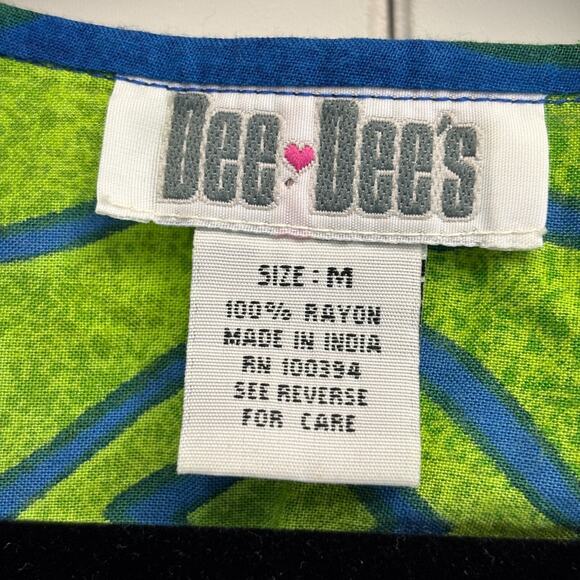 Dee Dee's
SIZE: M
100% RAYON
MADE IN INDIA
RN 100394
SEE REVERSE
FOR CARE